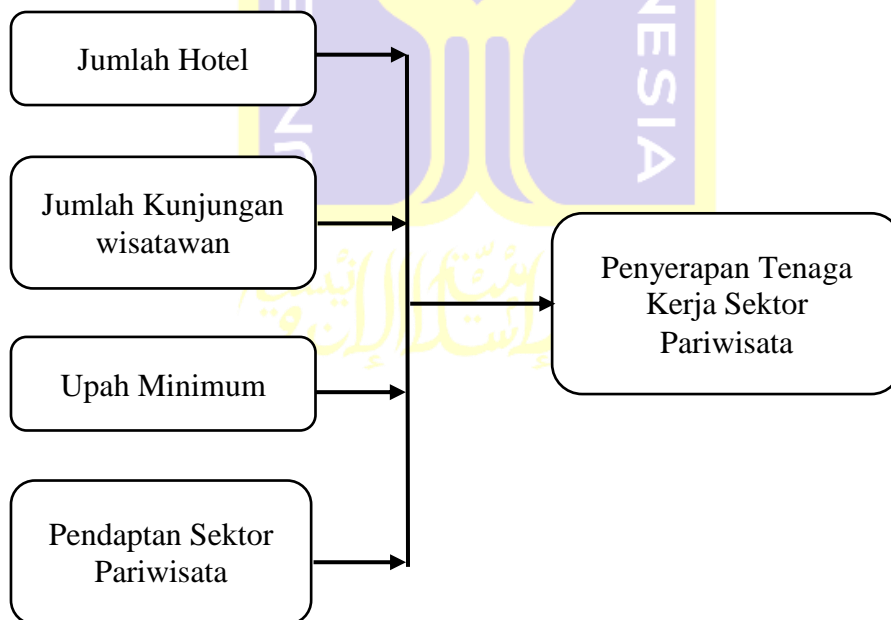 Jumlah Hotel
Jumlah Kunjungan
wisatawan
Upah Minimum
Pendaptan Sektor
Pariwisata
Penyerapan Tenaga
Kerja Sektor
Pariwisata
NESIA